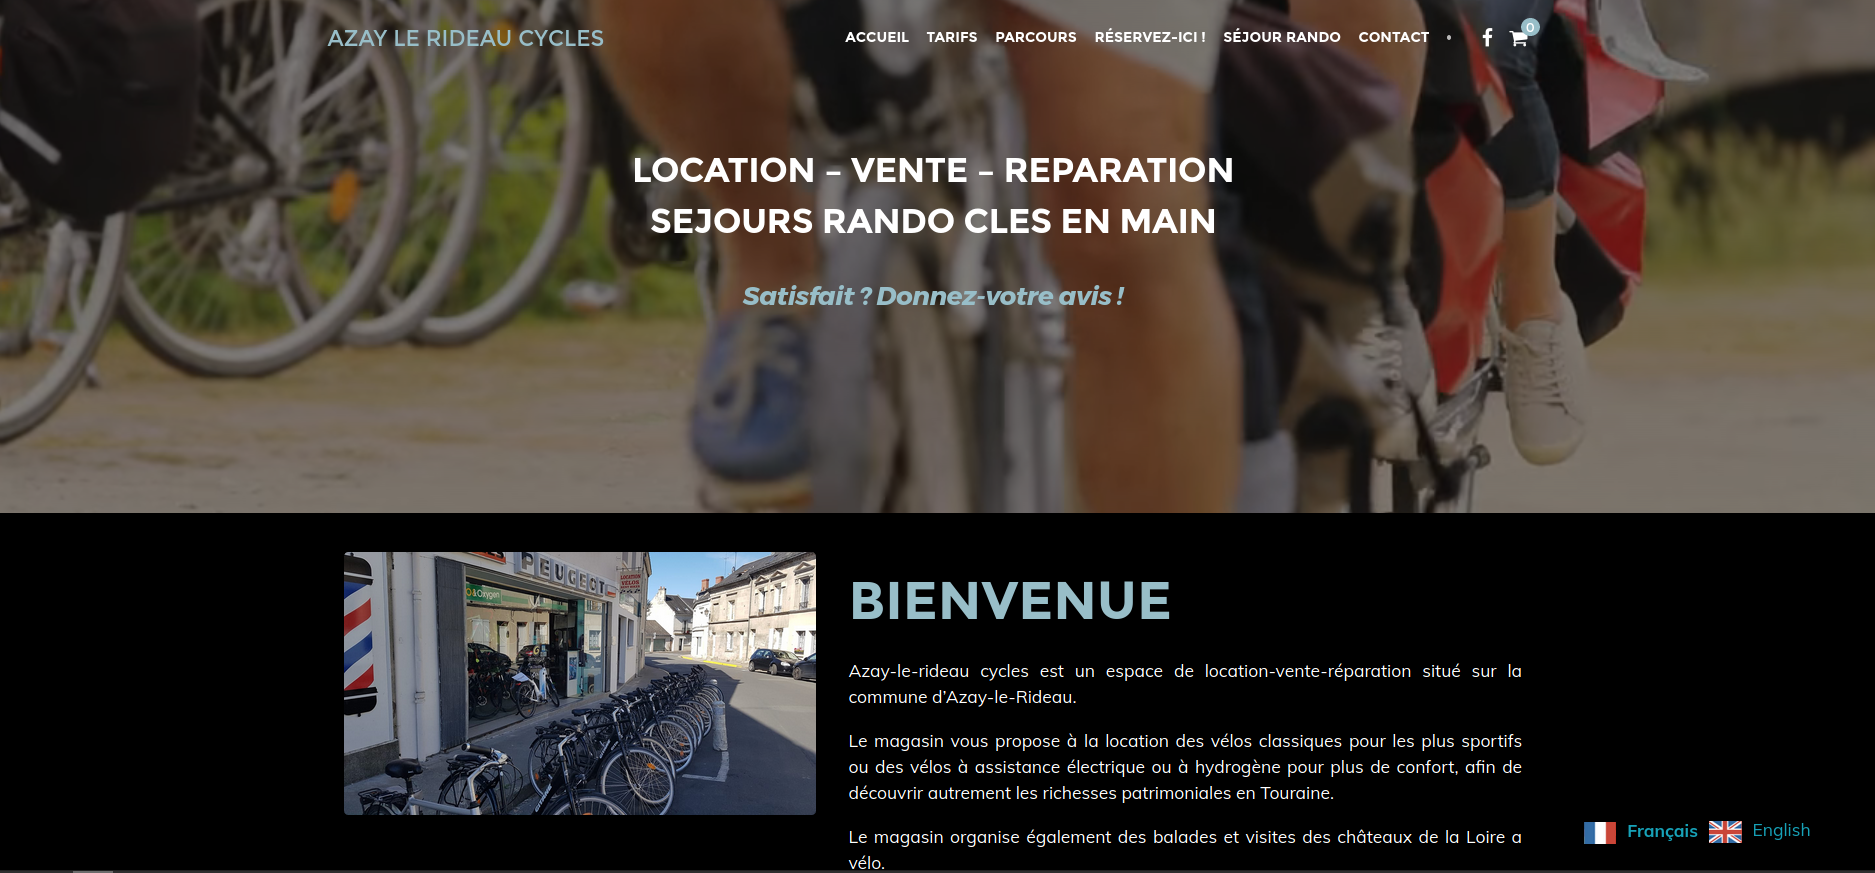 AZAY LE RIDEAU CYCLES
ACCUEIL TARIFS PARCOURS RÉSERVEZ-ICI ! SÉJOUR RANDO CONTACT • 0
LOCATION – VENTE – REPARATION
SEJOURS RANDO CLES EN MAIN
Satisfait ? Donnez-votre avis !
PEUGEOT
LOCATION
VÉLOS
O2Oxygen
CYCLES
BIENVENUE
Azay-le-rideau cycles est un espace de location-vente-réparation situé sur la
commune d’Azay-le-Rideau.
Le magasin vous propose à la location des vélos classiques pour les plus sportifs
ou des vélos à assistance électrique ou à hydrogène pour plus de confort, afin de
découvrir autrement les richesses patrimoniales en Touraine.
Le magasin organise également des balades et visites des châteaux de la Loire a
vélo.
Français English